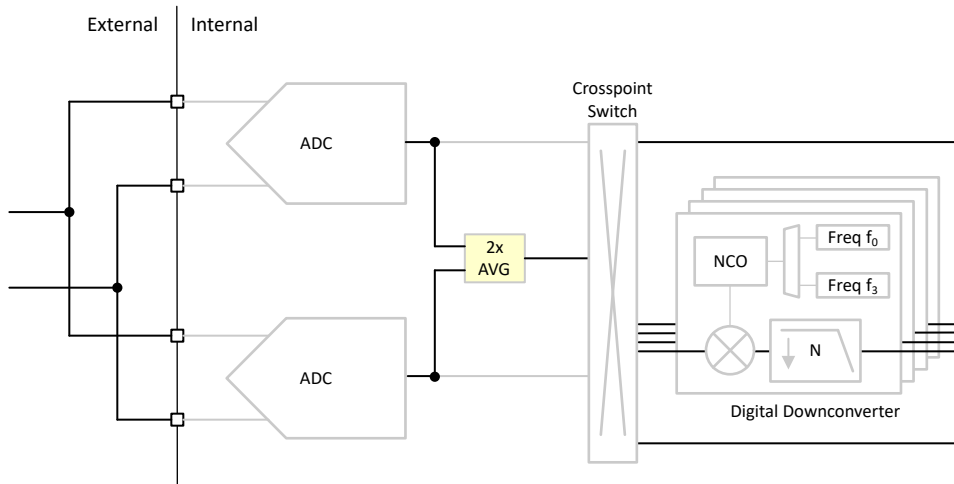 External
Internal
Crosspoint
Switch
ADC
2x
AVG
NCO
Freq f₀
Freq f₃
ADC
N
Digital Downconverter